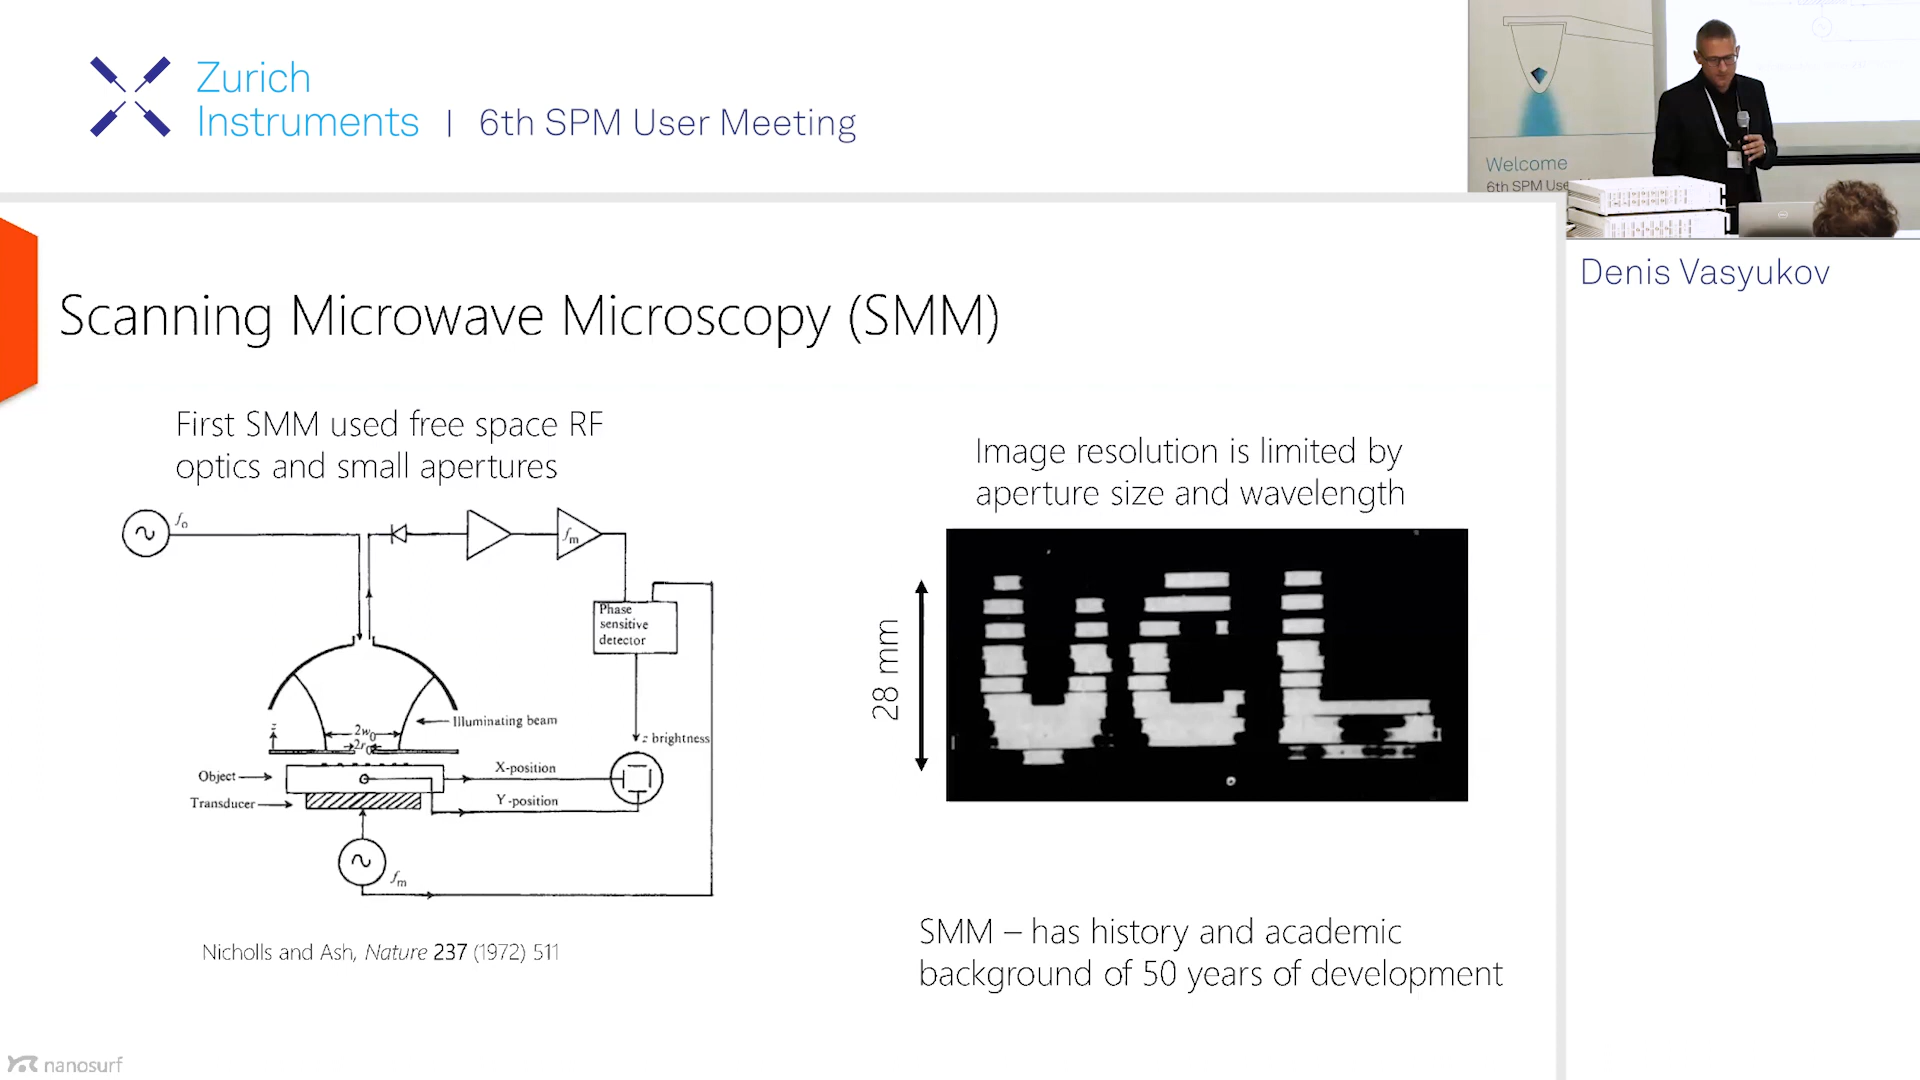 Zurich
Instruments | 6th SPM User Meeting
Welcome
6th SPM Use
Denis Vasyukov
Scanning Microwave Microscopy (SMM)
First SMM used free space RF
optics and small apertures
fo
fm
Phase
sensitive
detector
Illuminating beam
z
2w0
2r0
z brightness
Object
X-position
Transducer
Y-position
fm
Nicholls and Ash, Nature 237 (1972) 511
Image resolution is limited by
aperture size and wavelength
28 mm
UCL
SMM – has history and academic
background of 50 years of development
nanosurf